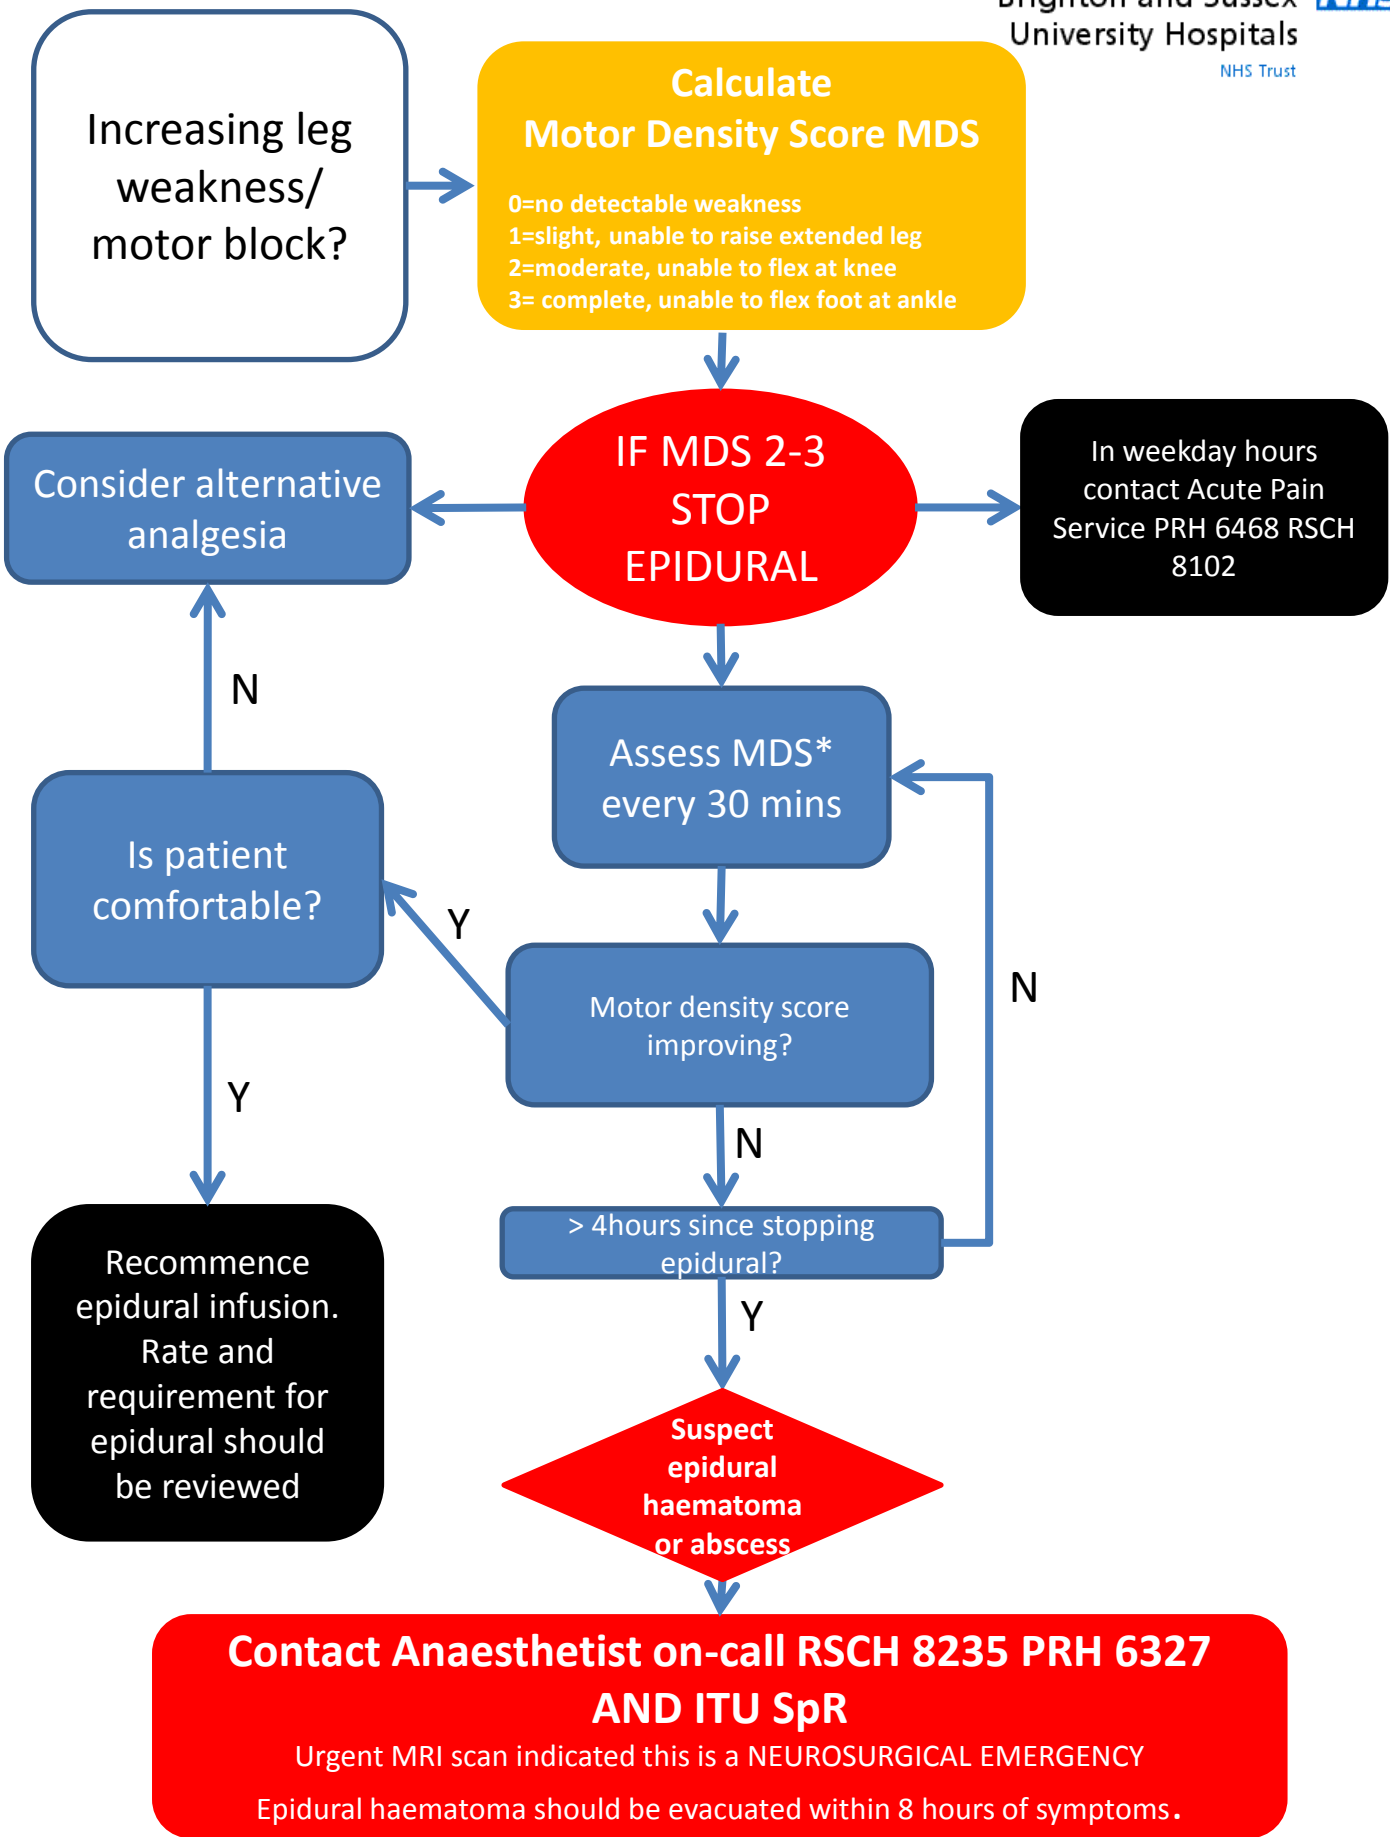 Brighton and Sussex NHS
University Hospitals
NHS Trust
Increasing leg
weakness/
motor block?
Calculate
Motor Density Score MDS
0=no detectable weakness
1=slight, unable to raise extended leg
2=moderate, unable to flex at knee
3= complete, unable to flex foot at ankle
Consider alternative
analgesia
IF MDS 2-3
STOP
EPIDURAL
In weekday hours
contact Acute Pain
Service PRH 6468 RSCH
8102
N
Assess MDS*
every 30 mins
Is patient
comfortable?
Y
Motor density score
improving?
N
Y
N
> 4hours since stopping
epidural?
Y
Recommence
epidural infusion.
Rate and
requirement for
epidural should
be reviewed
Suspect
epidural
haematoma
or abscess
Contact Anaesthetist on-call RSCH 8235 PRH 6327
AND ITU SpR
Urgent MRI scan indicated this is a NEUROSURGICAL EMERGENCY
Epidural haematoma should be evacuated within 8 hours of symptoms.